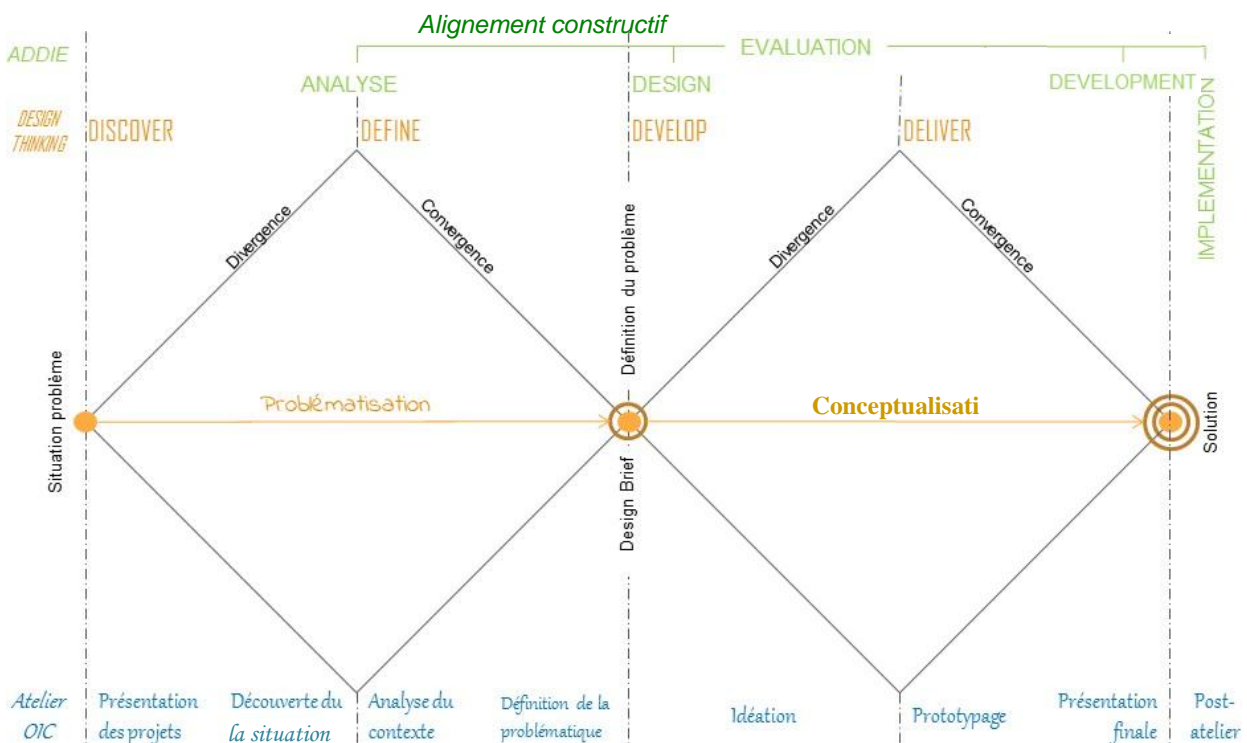 Alignement constructif
ADDIE
EVALUATION
ANALYSE
DESIGN
DEVELOPMENT
IMPLEMENTATION
DESIGN
THINKING
DISCOVER
DEFINE
DEVELOP
DELIVER
Divergence
Convergence
Divergence
Convergence
Situation problème
Problématisation
Définition du problème
Design Brief
Conceptualisati
Solution
Atelier
OIC
Présentation
des projets
Découverte du
la situation
Analyse du
contexte
Définition de la
problématique
Idéation
Prototypage
Présentation
finale
Post-
atelier